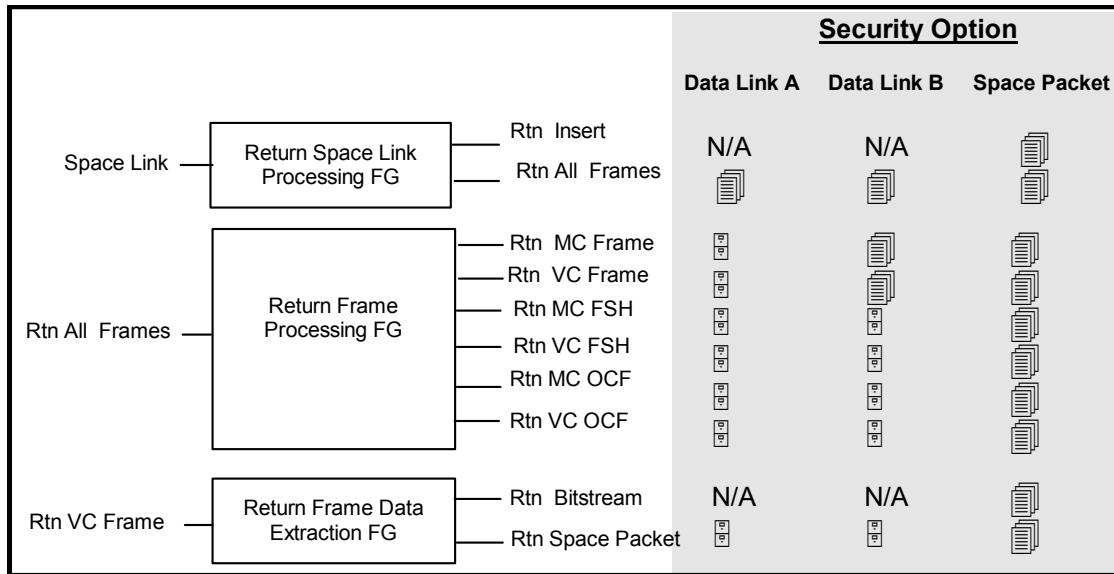 Security Option
Data Link A Data Link B Space Packet
Space Link
Return Space Link
Processing FG
Rtn Insert
Rtn All Frames
N/A N/A
Rtn All Frames
Return Frame
Processing FG
Rtn MC Frame
Rtn VC Frame
Rtn MC FSH
Rtn VC FSH
Rtn MC OCF
Rtn VC OCF
Rtn VC Frame
Return Frame Data
Extraction FG
Rtn Bitstream
Rtn Space Packet
N/A N/A